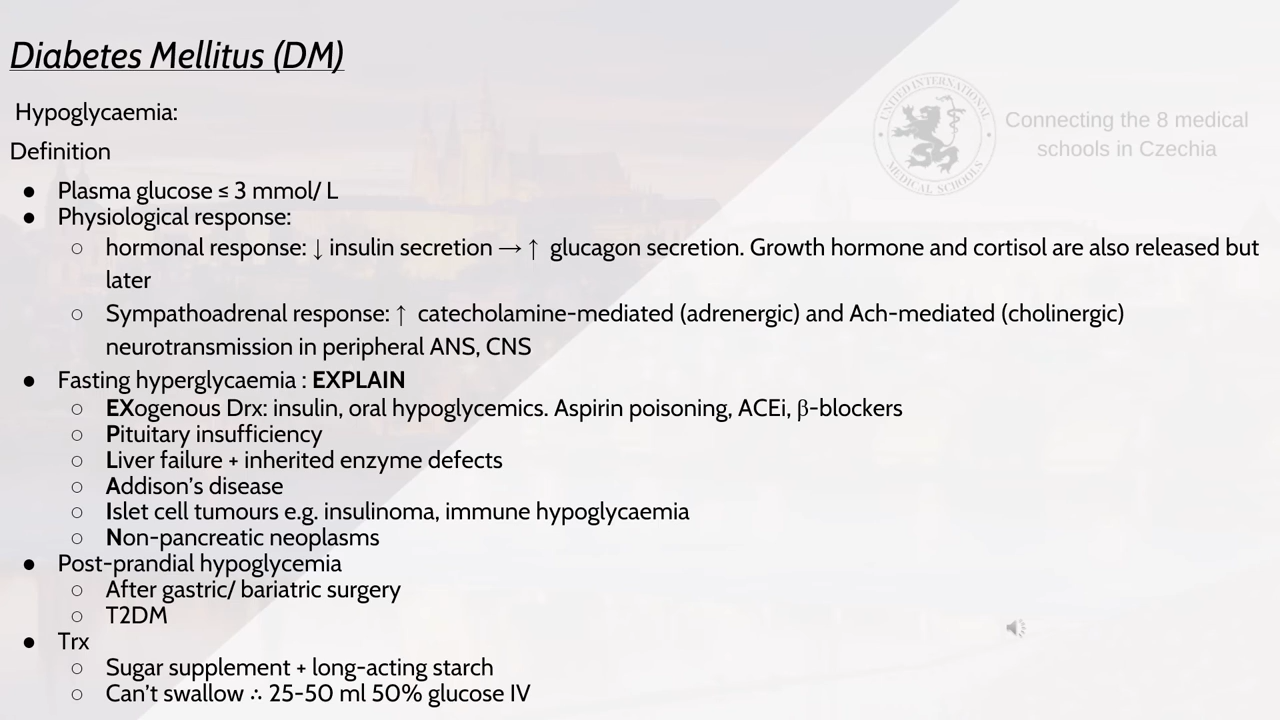 Diabetes Mellitus (DM)
UNITED INTERNATIONAL MEDICAL SCHOOLS
Connecting the 8 medical
schools in Czechia
Hypoglycaemia:
Definition
● Plasma glucose ≤ 3 mmol/ L
● Physiological response:
○ hormonal response: ↓ insulin secretion → ↑ glucagon secretion. Growth hormone and cortisol are also released but
later
○ Sympathoadrenal response: ↑ catecholamine-mediated (adrenergic) and Ach-mediated (cholinergic)
neurotransmission in peripheral ANS, CNS
● Fasting hyperglycaemia : EXPLAIN
○ EXogenous Drx: insulin, oral hypoglycemics. Aspirin poisoning, ACEi, β-blockers
○ Pituitary insufficiency
○ Liver failure + inherited enzyme defects
○ Addison's disease
○ Islet cell tumours e.g. insulinoma, immune hypoglycaemia
○ Non-pancreatic neoplasms
● Post-prandial hypoglycemia
○ After gastric/ bariatric surgery
○ T2DM
● Trx
○ Sugar supplement + long-acting starch
○ Can't swallow ∴ 25-50 ml 50% glucose IV